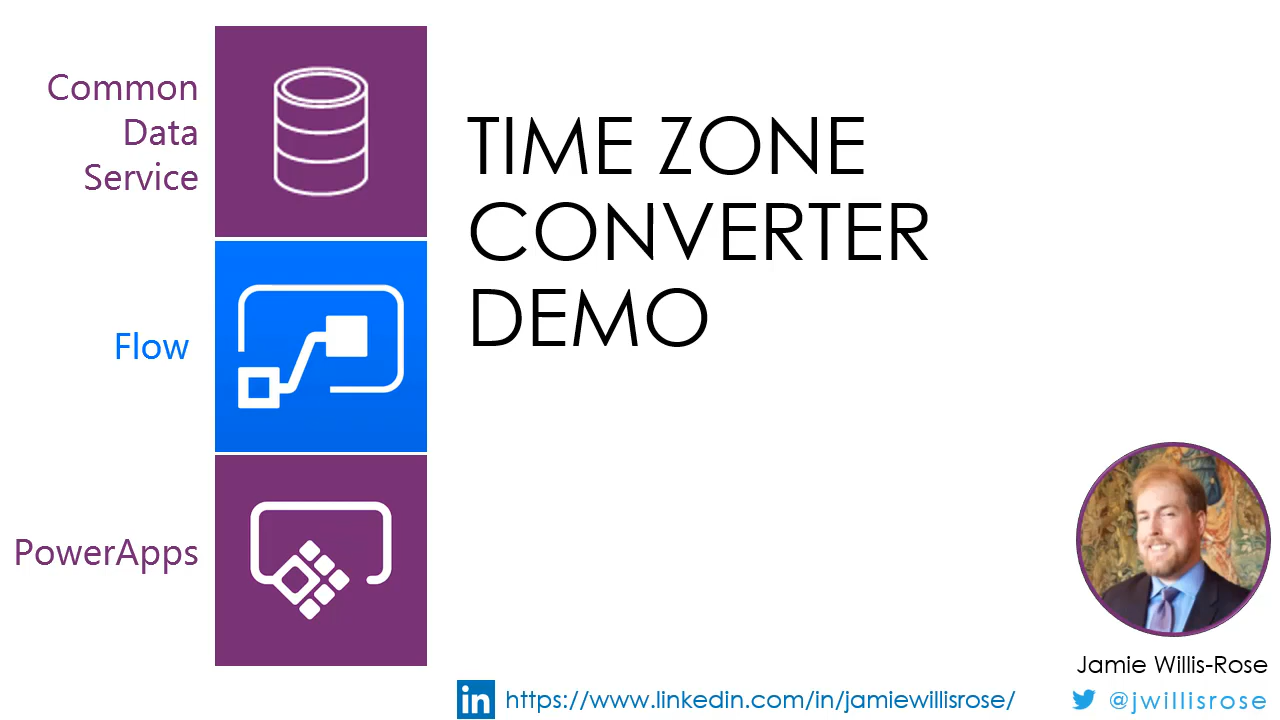 Common
Data
Service
Flow
PowerApps
TIME ZONE
CONVERTER
DEMO
Jamie Willis-Rose
@jwillisrose
in https://www.linkedin.com/in/jamiewillisrose/